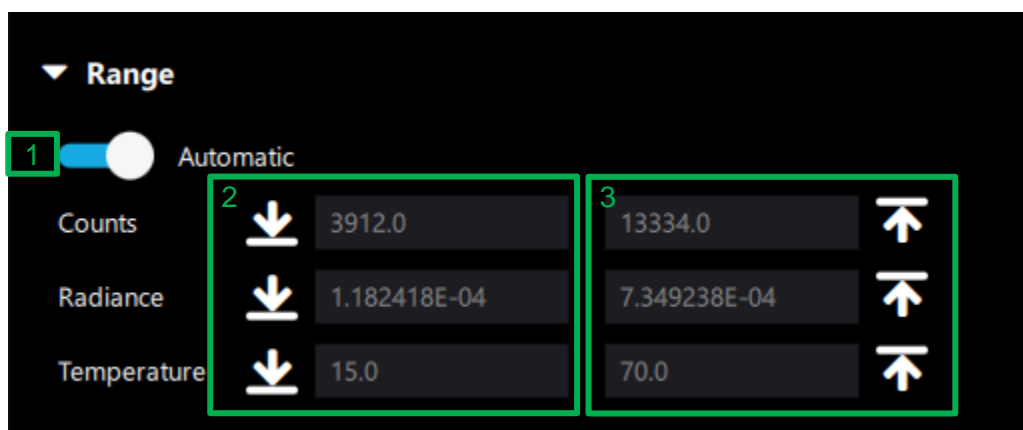 Range
1 Automatic
2 3
Counts 3912.0 13334.0
Radiance 1.182418E-04 7.349238E-04
Temperature 15.0 70.0